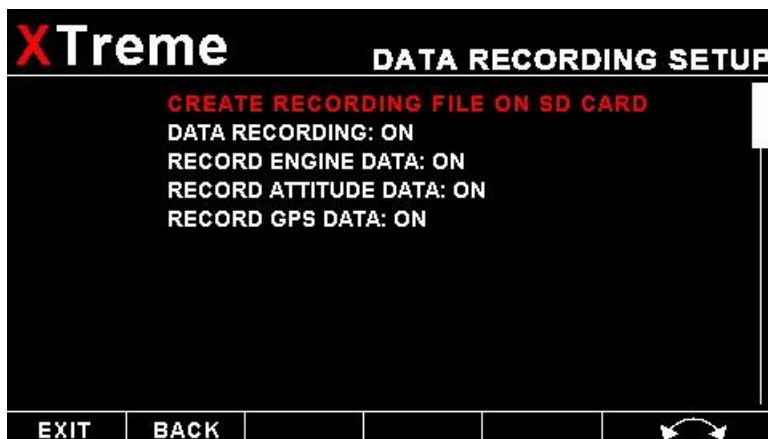 XTreme
DATA RECORDING SETUP
CREATE RECORDING FILE ON SD CARD
DATA RECORDING: ON
RECORD ENGINE DATA: ON
RECORD ATTITUDE DATA: ON
RECORD GPS DATA: ON
EXIT BACK